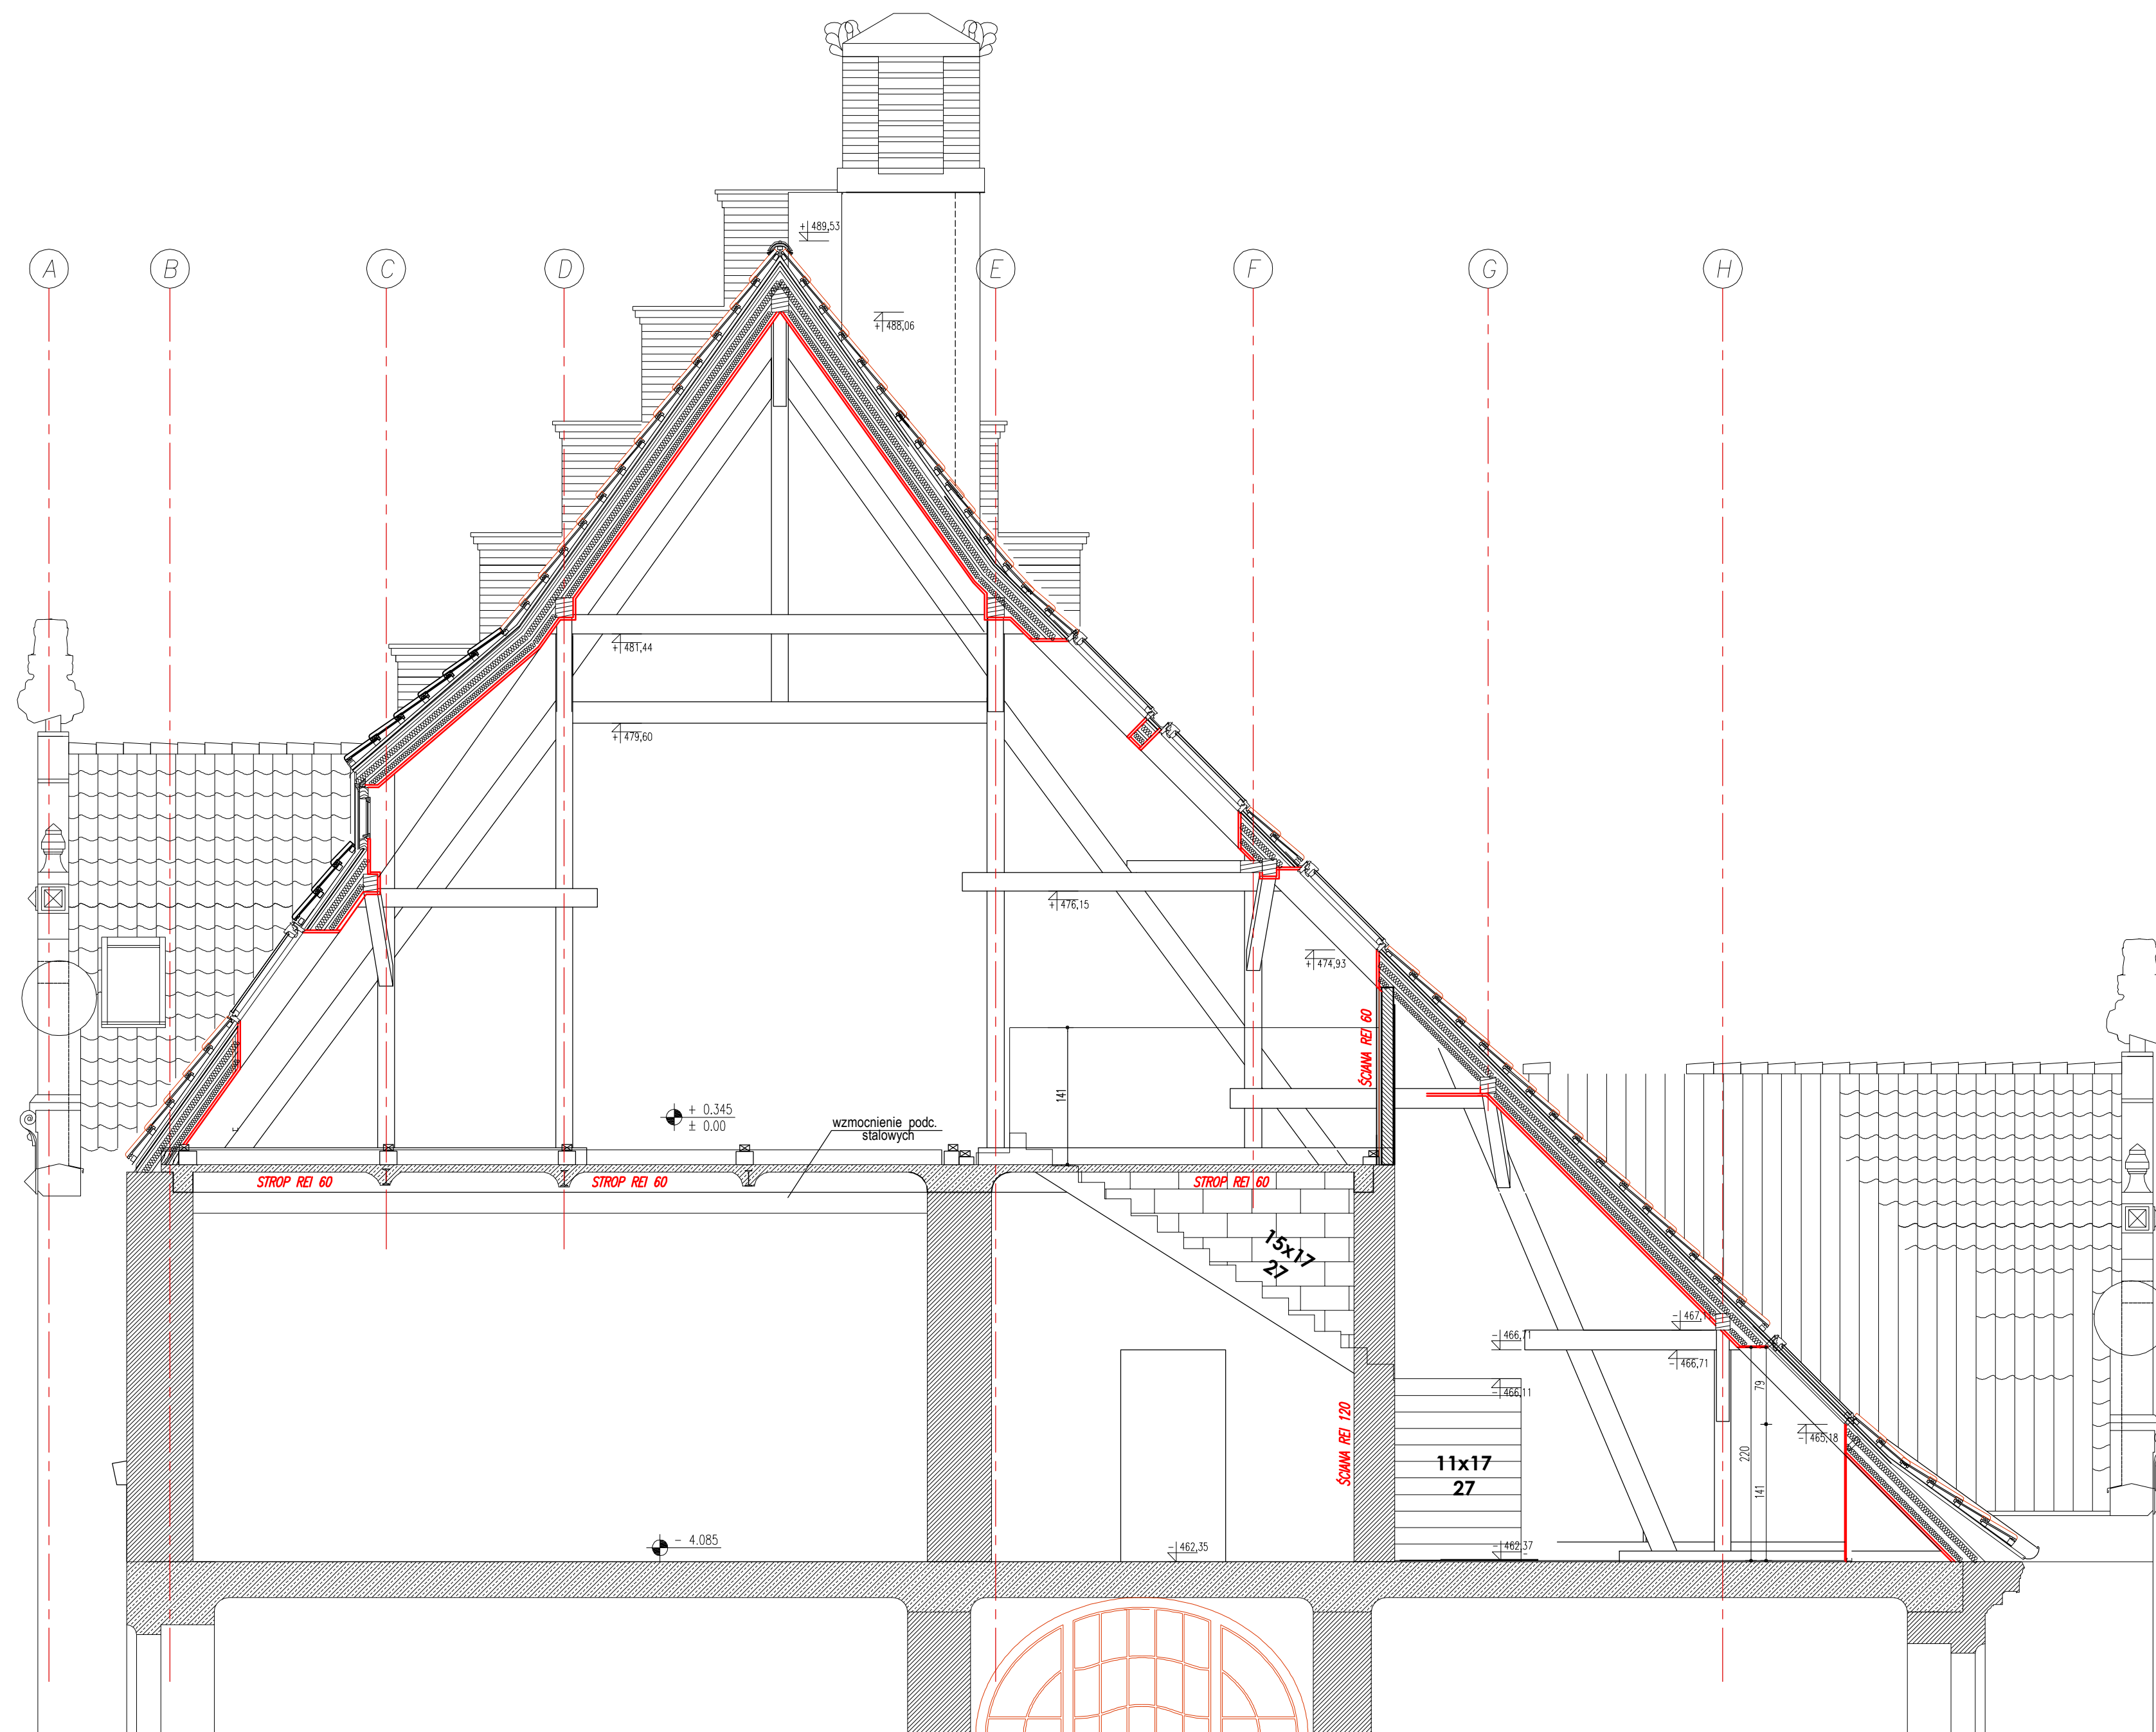 + 489,53
A
B
C
D
E
F
G
H
+ 488,06
+ 481,44
+ 479,60
+ 476,15
+ 474,93
ŚCIANA REI 60
141
+ 0.345
± 0.00
wzmocnienie podc.
stalowych
STROP REI 60
STROP REI 60
STROP REI 60
15x17
27
- 466,71
- 466,71
- 466,11
79
- 465,18
220
141
ŚCIANA REI 120
11x17
27
- 4.085
- 462,35
- 462,37